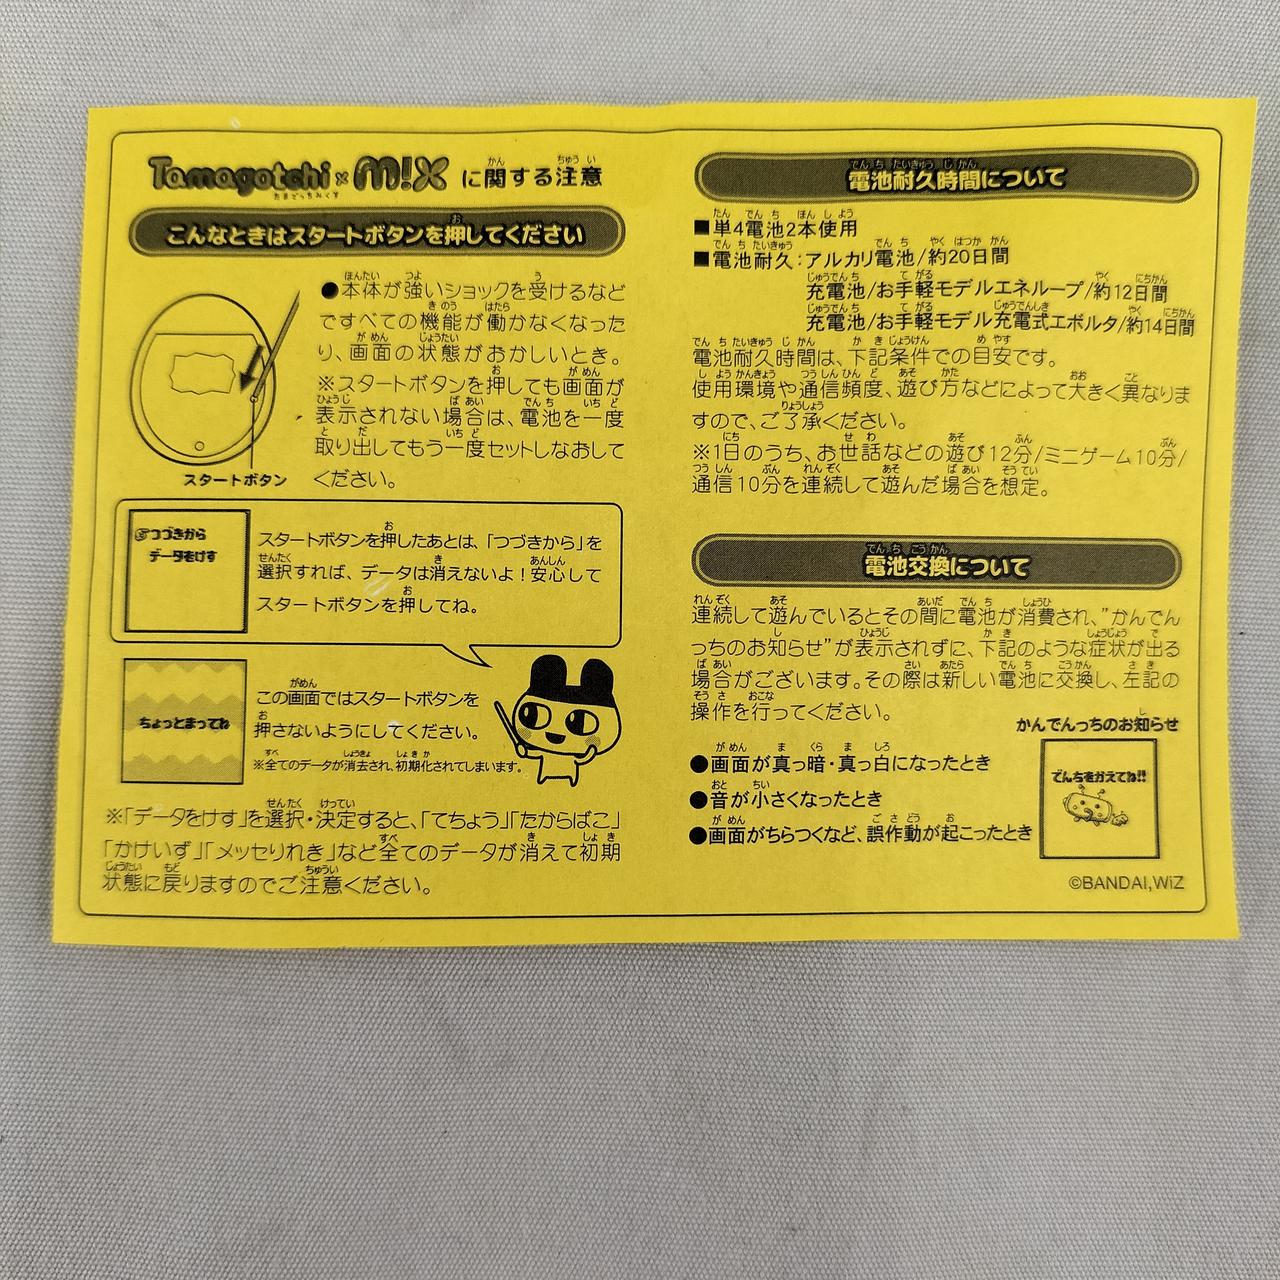 Tamagotchi × m!x に関する注意
たまごっちみくす
こんなときはスタートボタンを押してください
●本体が強いショックを受けるなど
ですべての機能が働かなくなった
り、画面の状態がおかしいとき。
※スタートボタンを押しても画面が
表示されない場合は、電池を一度
取り出してもう一度セットしなおして
ください。
スタートボタン
つづきから
データをけす
スタートボタンを押したあとは、「つづきから」を
選択すれば、データは消えないよ！安心して
スタートボタンを押してね。
ちょっとまってね
この画面ではスタートボタンを
押さないようにしてください。
※全てのデータが消去され、初期化されてしまいます。
※「データをけす」を選択・決定すると、「てちょう」「たからばこ」
「かけいず」「メッセりれき」など全てのデータが消えて初期
状態に戻りますのでご注意ください。
電池耐久時間について
■単4電池2本使用
■電池耐久：アルカリ電池/約20日間
充電池/お手軽モデルエネループ/約12日間
充電池/お手軽モデル充電式エボルタ/約14日間
電池耐久時間は、下記条件での目安です。
使用環境や通信頻度、遊び方などによって大きく異なりま
すので、ご了承ください。
※1日のうち、お世話などの遊び12分/ミニゲーム10分/
通信10分を連続して遊んだ場合を想定。
電池交換について
連続して遊んでいるとその間に電池が消費され、"かんでん
っちのお知らせ"が表示されずに、下記のような症状が出る
場合がございます。その際は新しい電池に交換し、左記の
操作を行ってください。
かんでんっちのお知らせ
●画面が真っ暗・真っ白になったとき
●音が小さくなったとき
●画面がちらつくなど、誤作動が起こったとき
でんちをかえてね!!
©BANDAI,WiZ